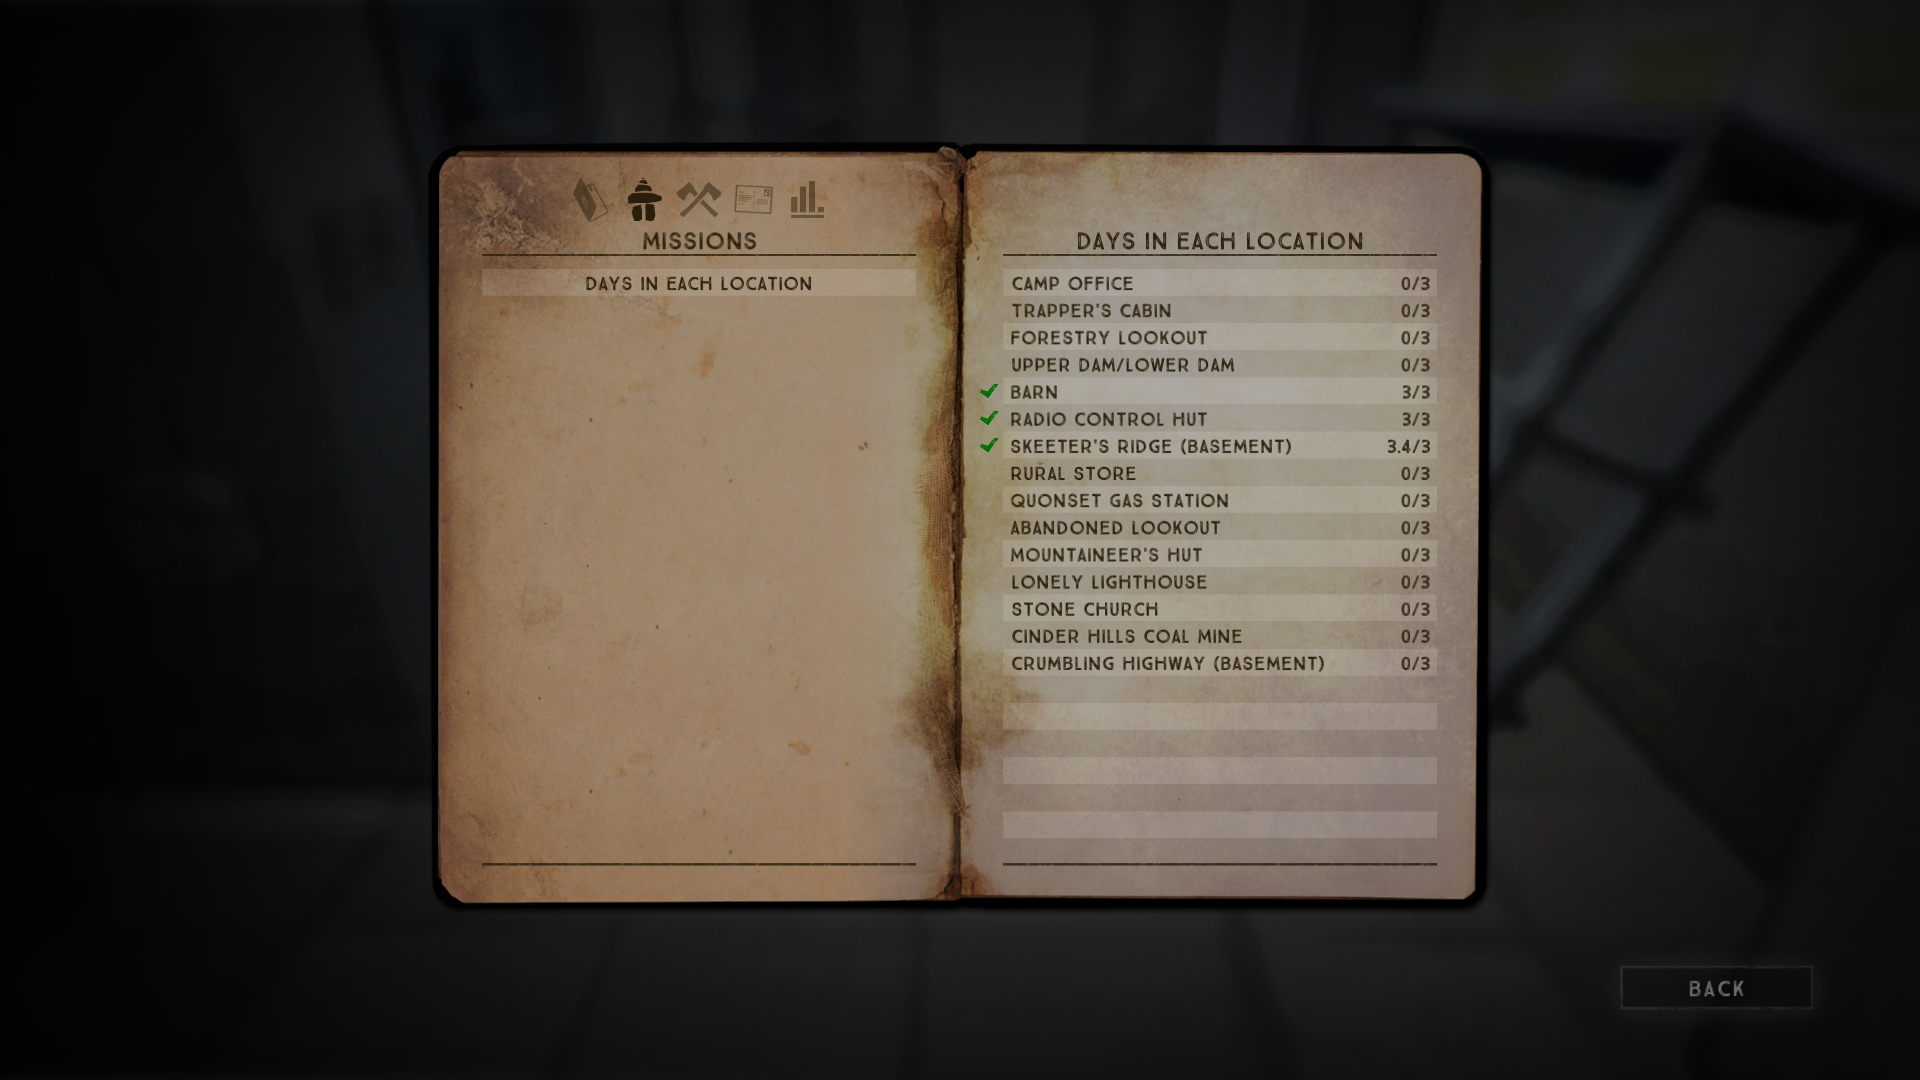 MISSIONS
DAYS IN EACH LOCATION
DAYS IN EACH LOCATION
CAMP OFFICE 0/3
TRAPPER'S CABIN 0/3
FORESTRY LOOKOUT 0/3
UPPER DAM/LOWER DAM 0/3
BARN 3/3
RADIO CONTROL HUT 3/3
SKEETER'S RIDGE (BASEMENT) 3.4/3
RURAL STORE 0/3
QUONSET GAS STATION 0/3
ABANDONED LOOKOUT 0/3
MOUNTAINEER'S HUT 0/3
LONELY LIGHTHOUSE 0/3
STONE CHURCH 0/3
CINDER HILLS COAL MINE 0/3
CRUMBLING HIGHWAY (BASEMENT) 0/3
BACK